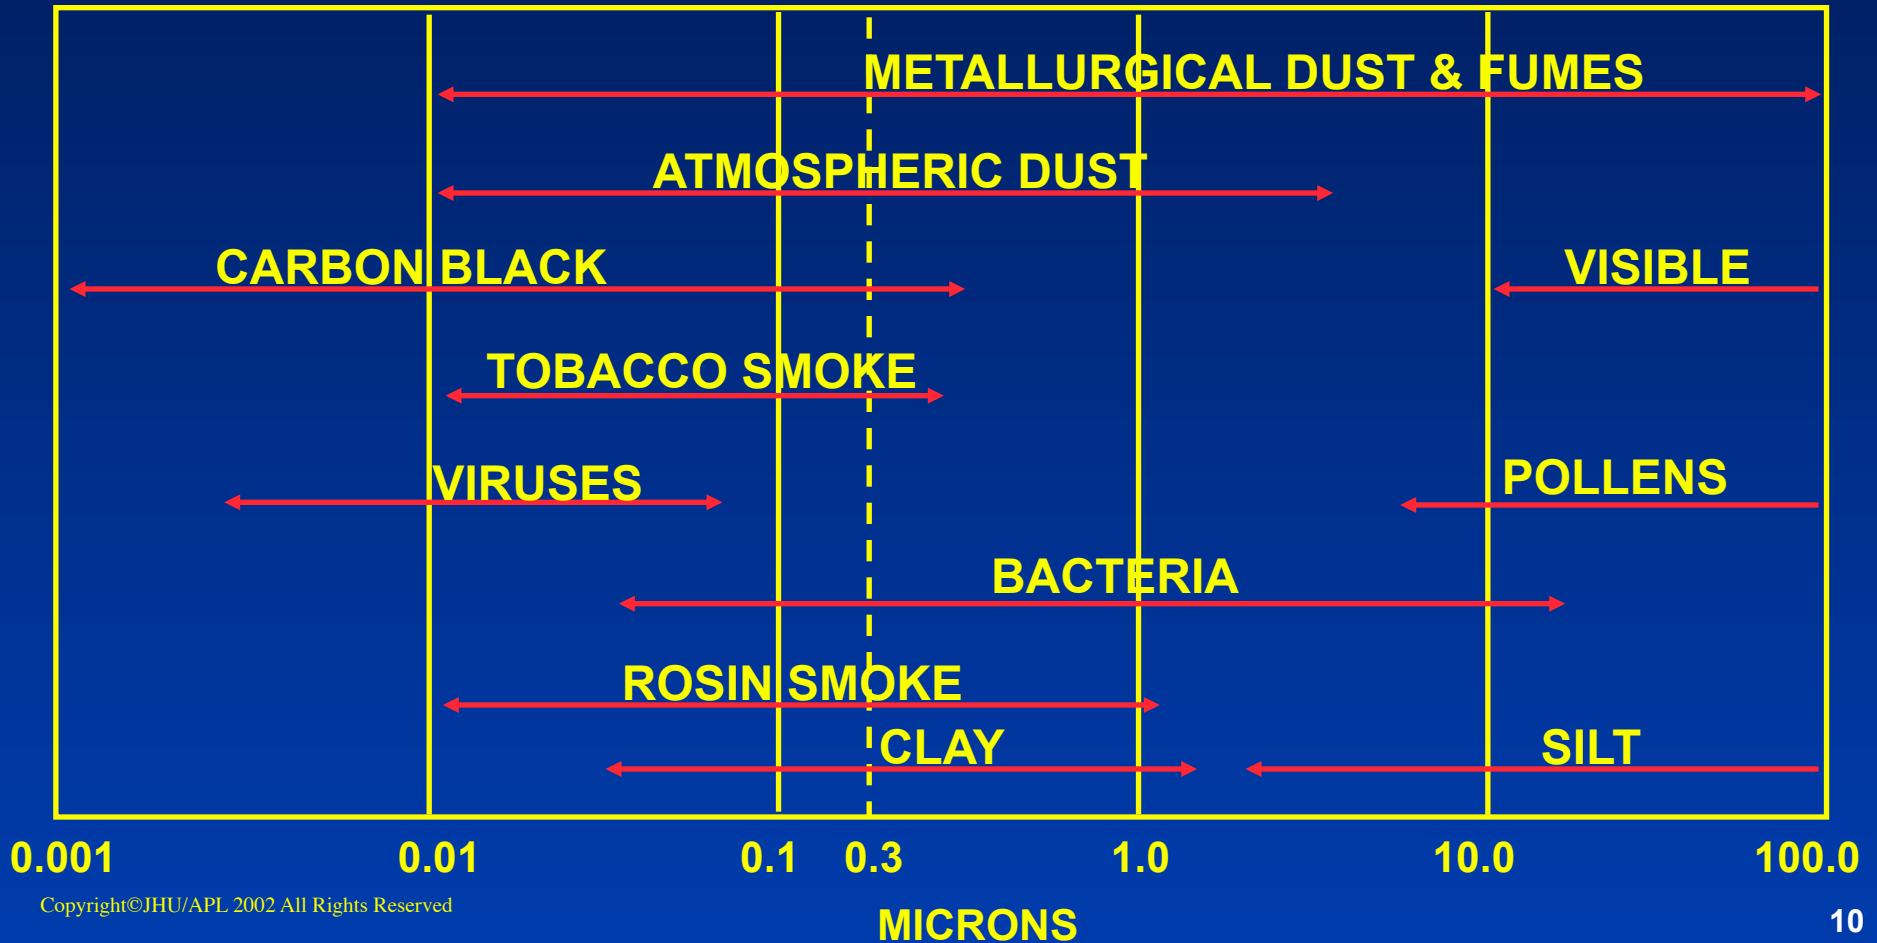 METALLURGICAL DUST & FUMES
ATMOSPHERIC DUST
CARBON BLACK
VISIBLE
TOBACCO SMOKE
VIRUSES
POLLENS
BACTERIA
ROSIN SMOKE
CLAY
SILT
0.001 0.01 0.1 0.3 1.0 10.0 100.0
Copyright©JHU/APL 2002 All Rights Reserved
MICRONS
10